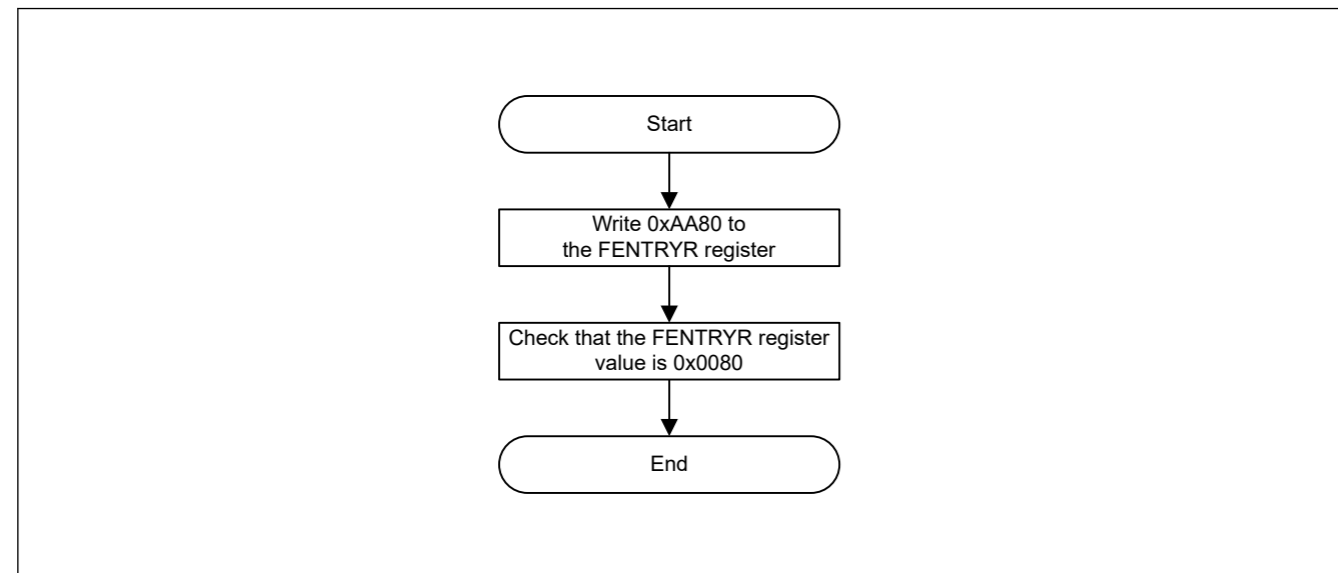 Start
Write 0xAA80 to
the FENTRYR register
Check that the FENTRYR register
value is 0x0080
End